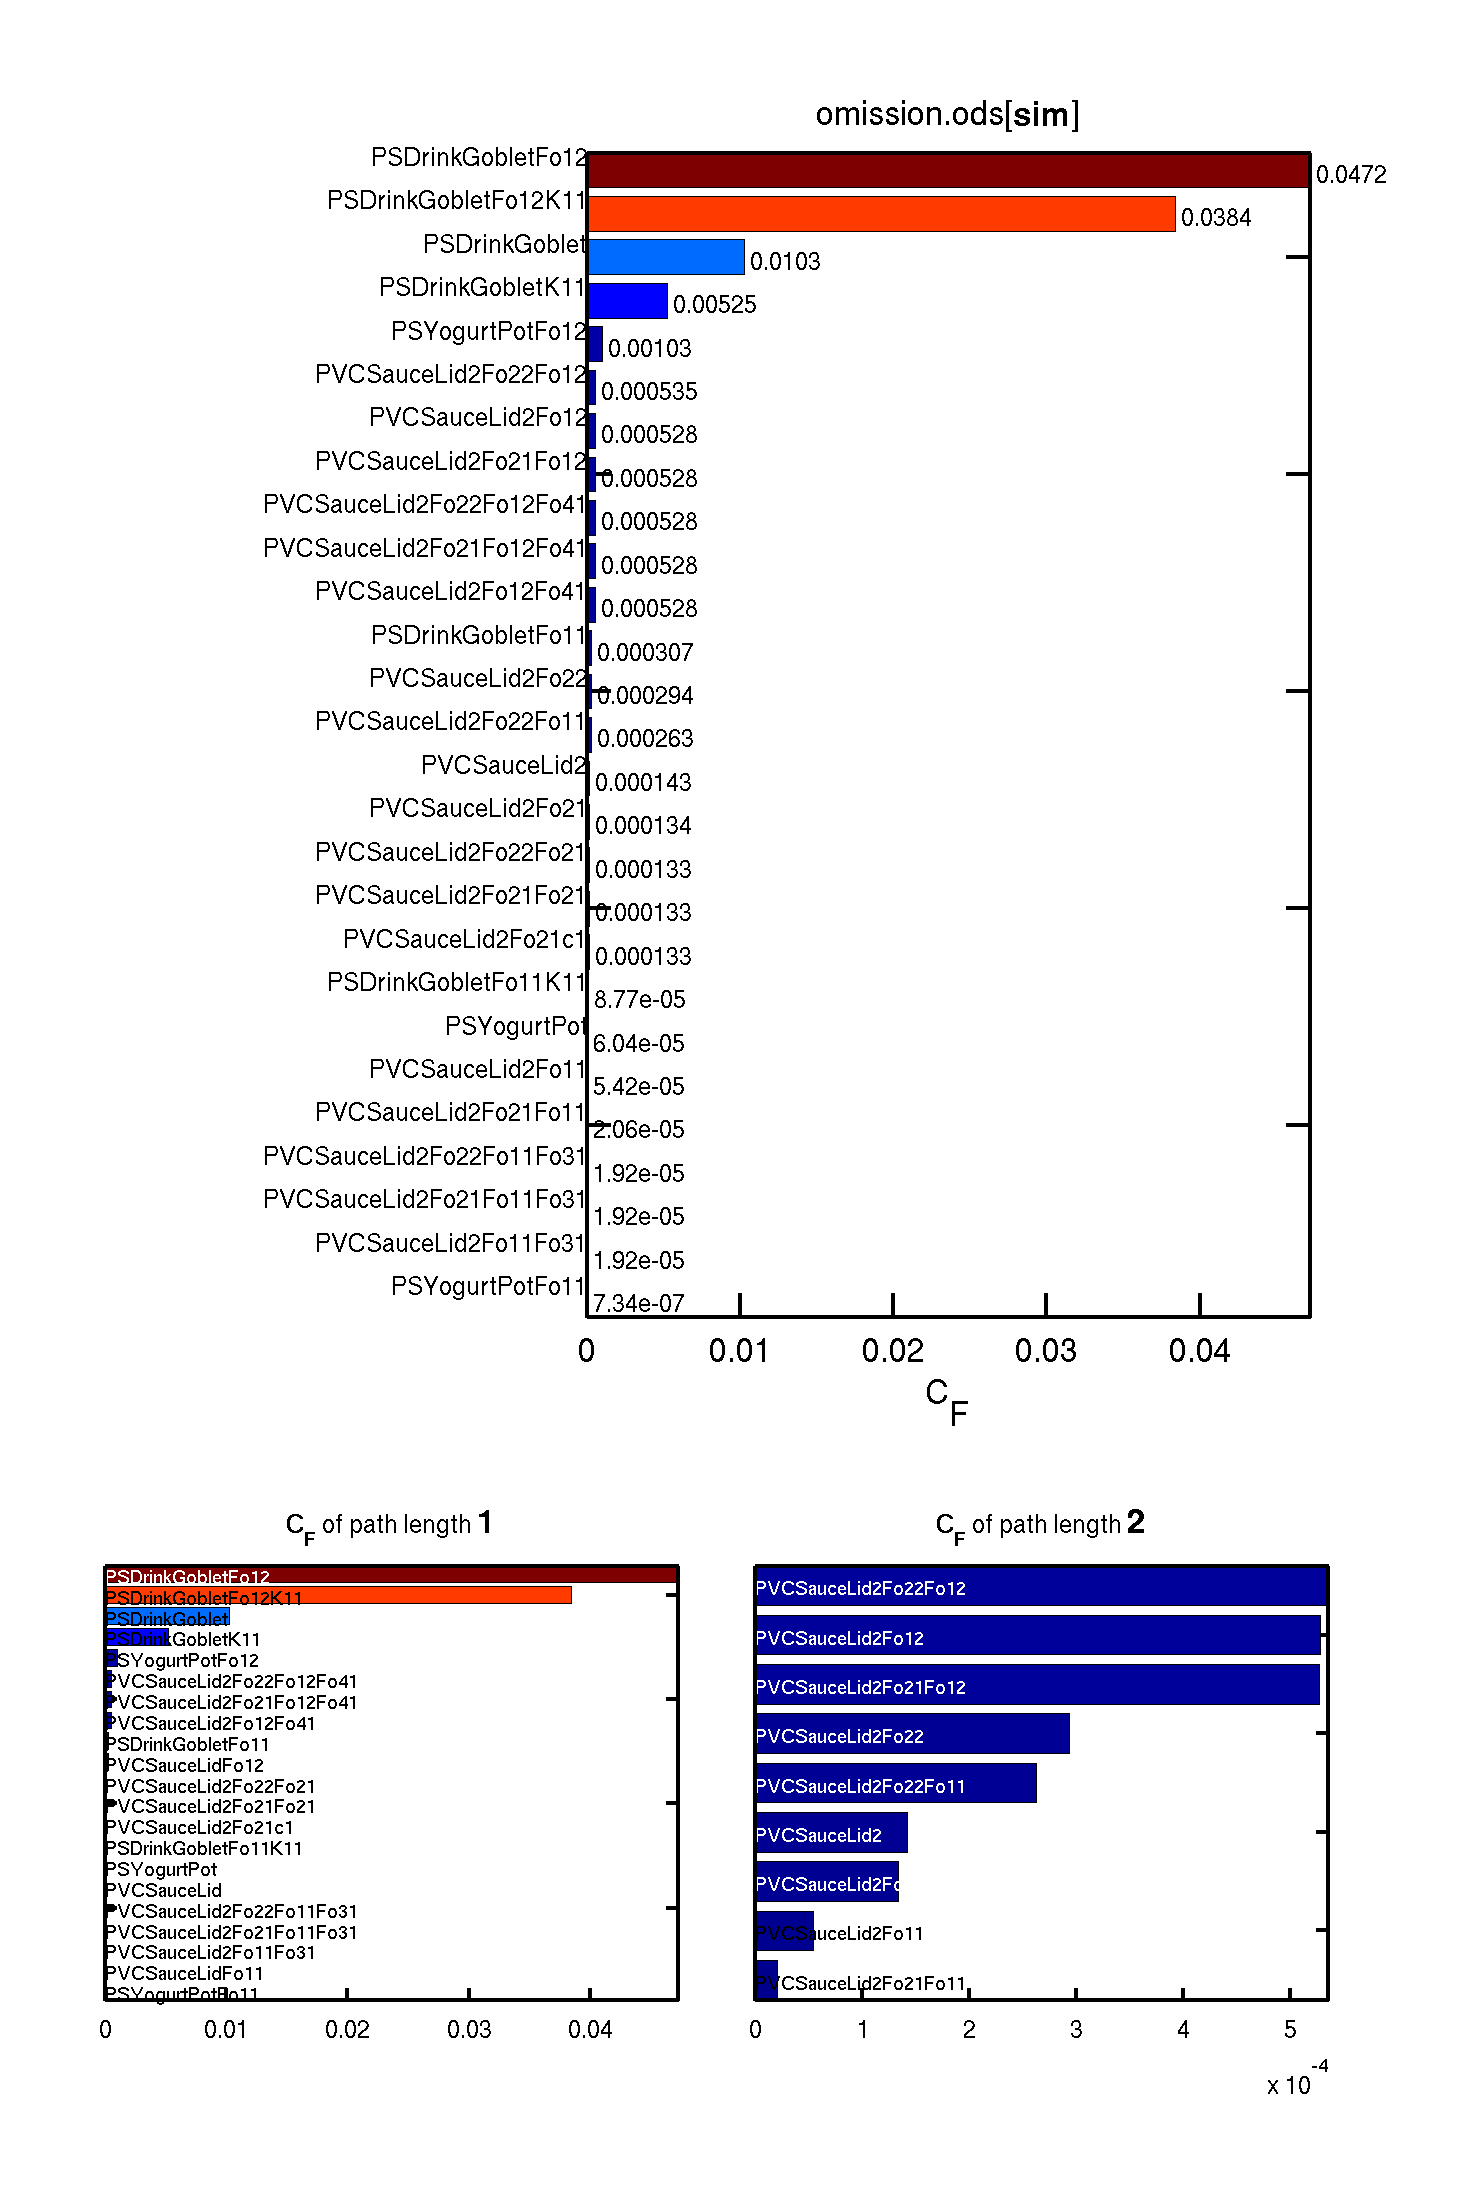 omission.ods[sim]
PSDrinkGobletFo12 0.0472
PSDrinkGobletFo12K11 0.0384
PSDrinkGoblet 0.0103
PSDrinkGobletK11 0.00525
PSYogurtPotFo12 0.00103
PVCSauceLid2Fo22Fo12 0.000535
PVCSauceLid2Fo12 0.000528
PVCSauceLid2Fo21Fo12 0.000528
PVCSauceLid2Fo22Fo12Fo41 0.000528
PVCSauceLid2Fo21Fo12Fo41 0.000528
PVCSauceLid2Fo12Fo41 0.000528
PSDrinkGobletFo11 0.000307
PVCSauceLid2Fo22 0.000294
PVCSauceLid2Fo22Fo11 0.000263
PVCSauceLid2 0.000143
PVCSauceLid2Fo21 0.000134
PVCSauceLid2Fo22Fo21 0.000133
PVCSauceLid2Fo21Fo21 0.000133
PVCSauceLid2Fo21c1 0.000133
PSDrinkGobletFo11K11 8.77e-05
PSYogurtPot 6.04e-05
PVCSauceLid2Fo11 5.42e-05
PVCSauceLid2Fo21Fo11 2.06e-05
PVCSauceLid2Fo22Fo11Fo31 1.92e-05
PVCSauceLid2Fo21Fo11Fo31 1.92e-05
PVCSauceLid2Fo11Fo31 1.92e-05
PSYogurtPotFo11 7.34e-07
0 0.01 0.02 0.03 0.04
CF
CF of path length 1
PSDrinkGobletFo12
PSDrinkGobletFo12K11
PSDrinkGoblet
PSDrinkGobletK11
PSYogurtPotFo12
PVCSauceLid2Fo22Fo12Fo41
PVCSauceLid2Fo21Fo12Fo41
PVCSauceLid2Fo12Fo41
PSDrinkGobletFo11
PVCSauceLidFo12
PVCSauceLid2Fo22Fo21
PVCSauceLid2Fo21Fo21
PVCSauceLid2Fo21c1
PSDrinkGobletFo11K11
PSYogurtPot
PVCSauceLid
PVCSauceLid2Fo22Fo11Fo31
PVCSauceLid2Fo21Fo11Fo31
PVCSauceLid2Fo11Fo31
PVCSauceLidFo11
PSYogurtPotFo11
0 0.01 0.02 0.03 0.04
CF of path length 2
PVCSauceLid2Fo22Fo12
PVCSauceLid2Fo12
PVCSauceLid2Fo21Fo12
PVCSauceLid2Fo22
PVCSauceLid2Fo22Fo11
PVCSauceLid2
PVCSauceLid2Fo
PVCSauceLid2Fo11
PVCSauceLid2Fo21Fo11
0 1 2 3 4 5
x 10-4